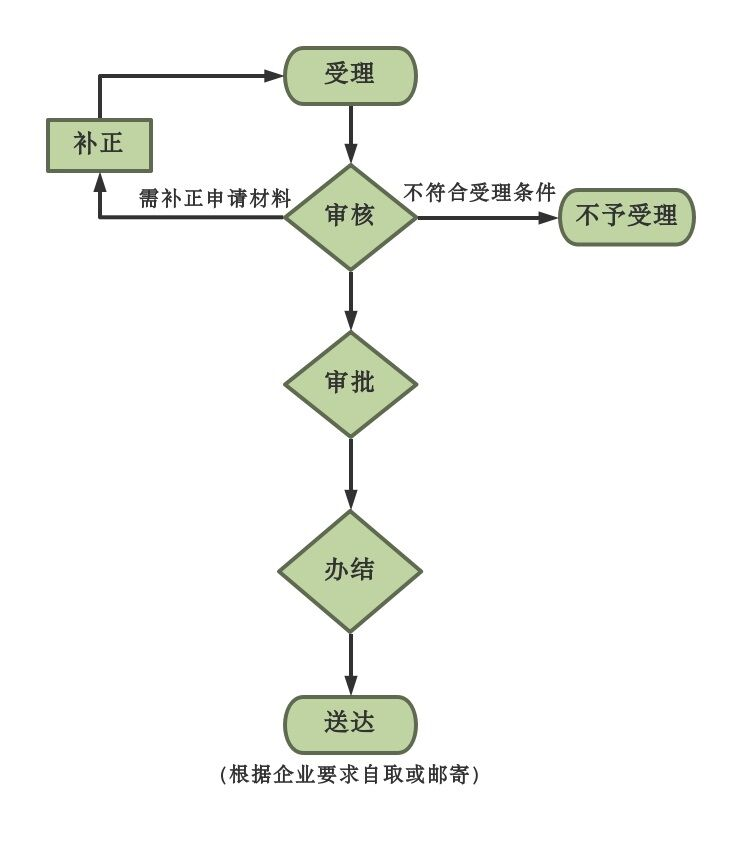 受理
补正
需补正申请材料
不符合受理条件
审核
不予受理
审批
办结
送达
(根据企业要求自取或邮寄)